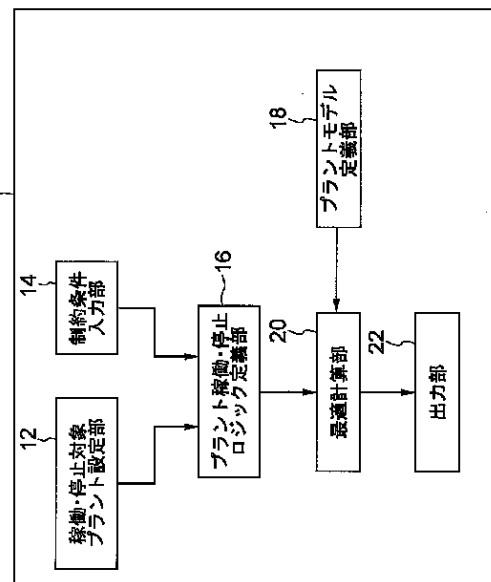 12
稼働・停止対象
プラント設定部
14
制約条件
入力部
16
プラント稼働・停止
ロジック定義部
18
プラントモデル
定義部
20
最適計算部
22
出力部